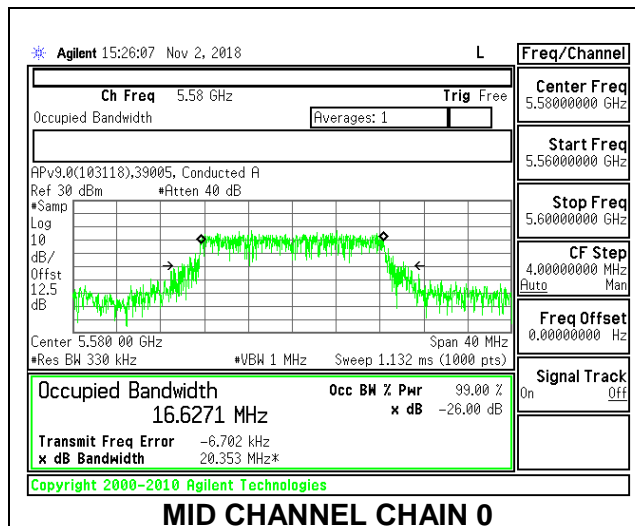 Agilent 15:26:07 Nov 2, 2018 L Freq/Channel
Ch Freq 5.58 GHz Trig Free
Occupied Bandwidth Averages: 1
APv9.0(103118),39005, Conducted A
Ref 30 dBm #Atten 40 dB
#Samp
Log
10
dB/
Offst
12.5
dB
Center 5.580 00 GHz Span 40 MHz
#Res BW 330 kHz #VBW 1 MHz Sweep 1.132 ms (1000 pts)
Occupied Bandwidth Occ BW % Pwr 99.00 %
16.6271 MHz x dB -26.00 dB
Transmit Freq Error -6.702 kHz
x dB Bandwidth 20.353 MHz*
Copyright 2000-2010 Agilent Technologies
Center Freq
5.58000000 GHz
Start Freq
5.56000000 GHz
Stop Freq
5.60000000 GHz
CF Step
4.00000000 MHz
Auto Man
Freq Offset
0.00000000 Hz
Signal Track
On Off
MID CHANNEL CHAIN 0